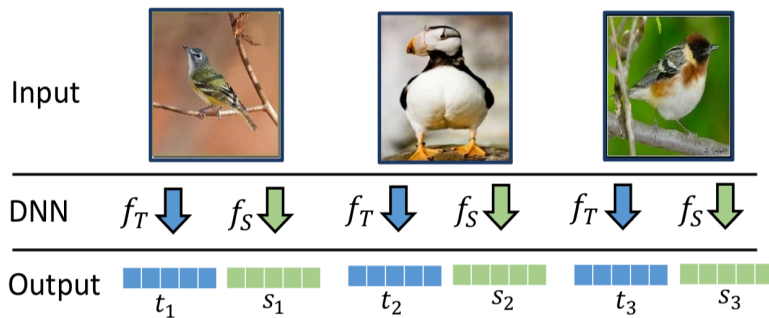 Input
DNN f_T f_S f_T f_S f_T f_S
Output
t_1 s_1 t_2 s_2 t_3 s_3